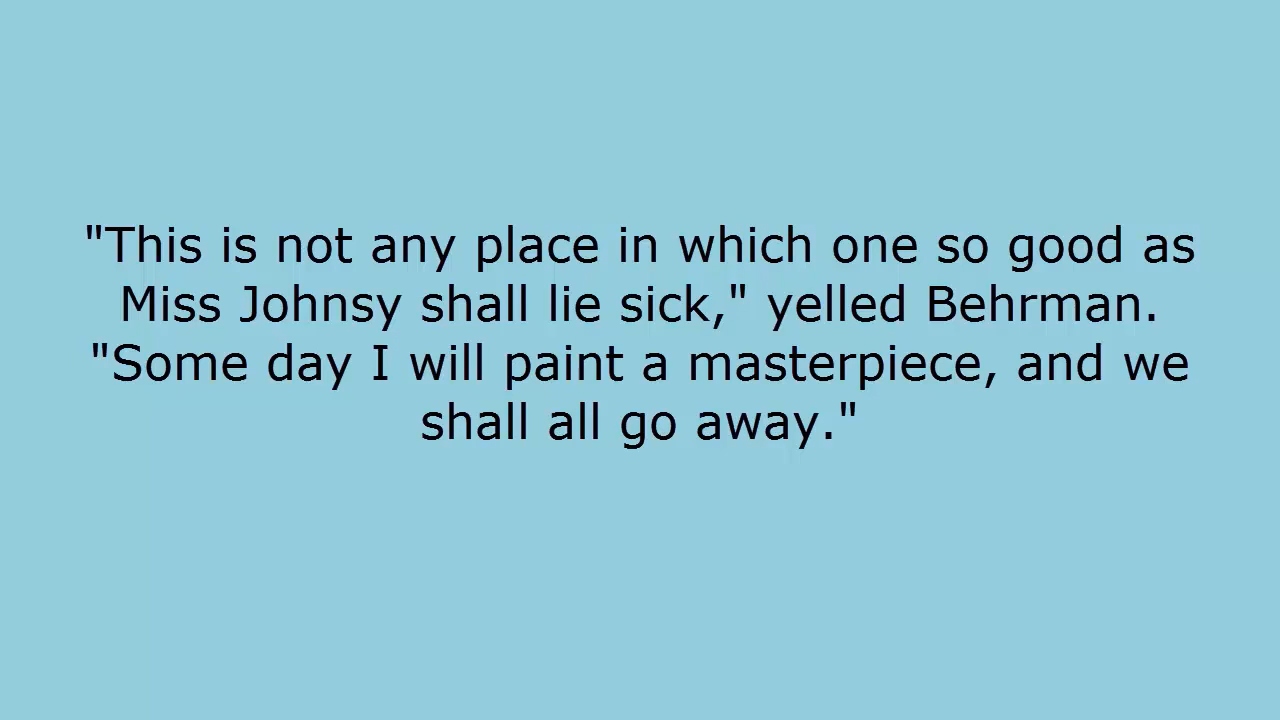 "This is not any place in which one so good as
Miss Johnsy shall lie sick," yelled Behrman.
"Some day I will paint a masterpiece, and we
shall all go away."